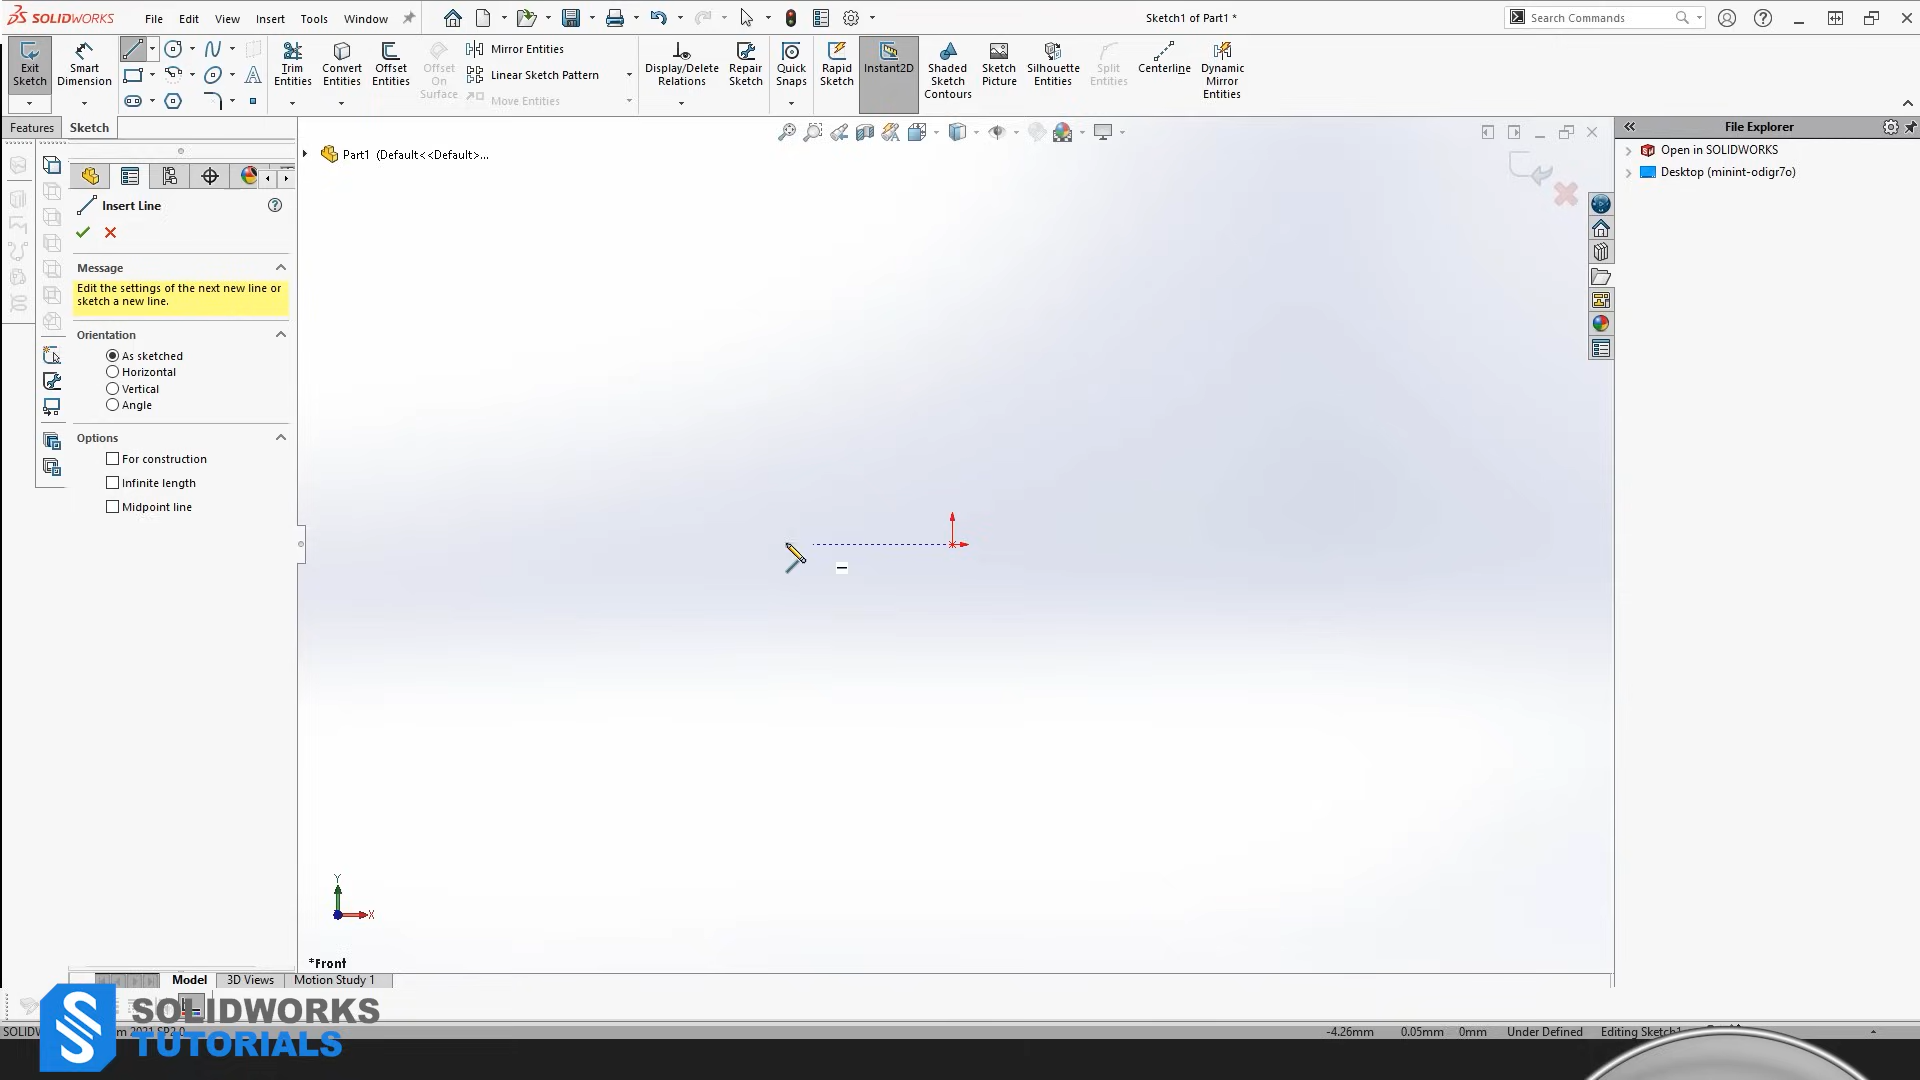 SOLIDWORKS File Edit View Insert Tools Window Sketch1 of Part1 * Search Commands
Exit Sketch
Smart Dimension
Trim Entities
Convert Entities
Offset Entities
Offset On Surface
Mirror Entities
Linear Sketch Pattern
Move Entities
Display/Delete Relations
Repair Sketch
Quick Snaps
Rapid Sketch
Instant2D
Shaded Sketch Contours
Sketch Picture
Silhouette Entities
Split Entities
Centerline
Dynamic Mirror Entities
Features Sketch
File Explorer
Open in SOLIDWORKS
Desktop (minint-odigr7o)
Part1 (Default<<Default>...
Insert Line
Message
Edit the settings of the next new line or
sketch a new line.
Orientation
As sketched
Horizontal
Vertical
Angle
Options
For construction
Infinite length
Midpoint line
Y
X
*Front
Model 3D Views Motion Study 1
SOLIDWORKS
TUTORIALS
-4.26mm 0.05mm 0mm Under Defined Editing Sketch1